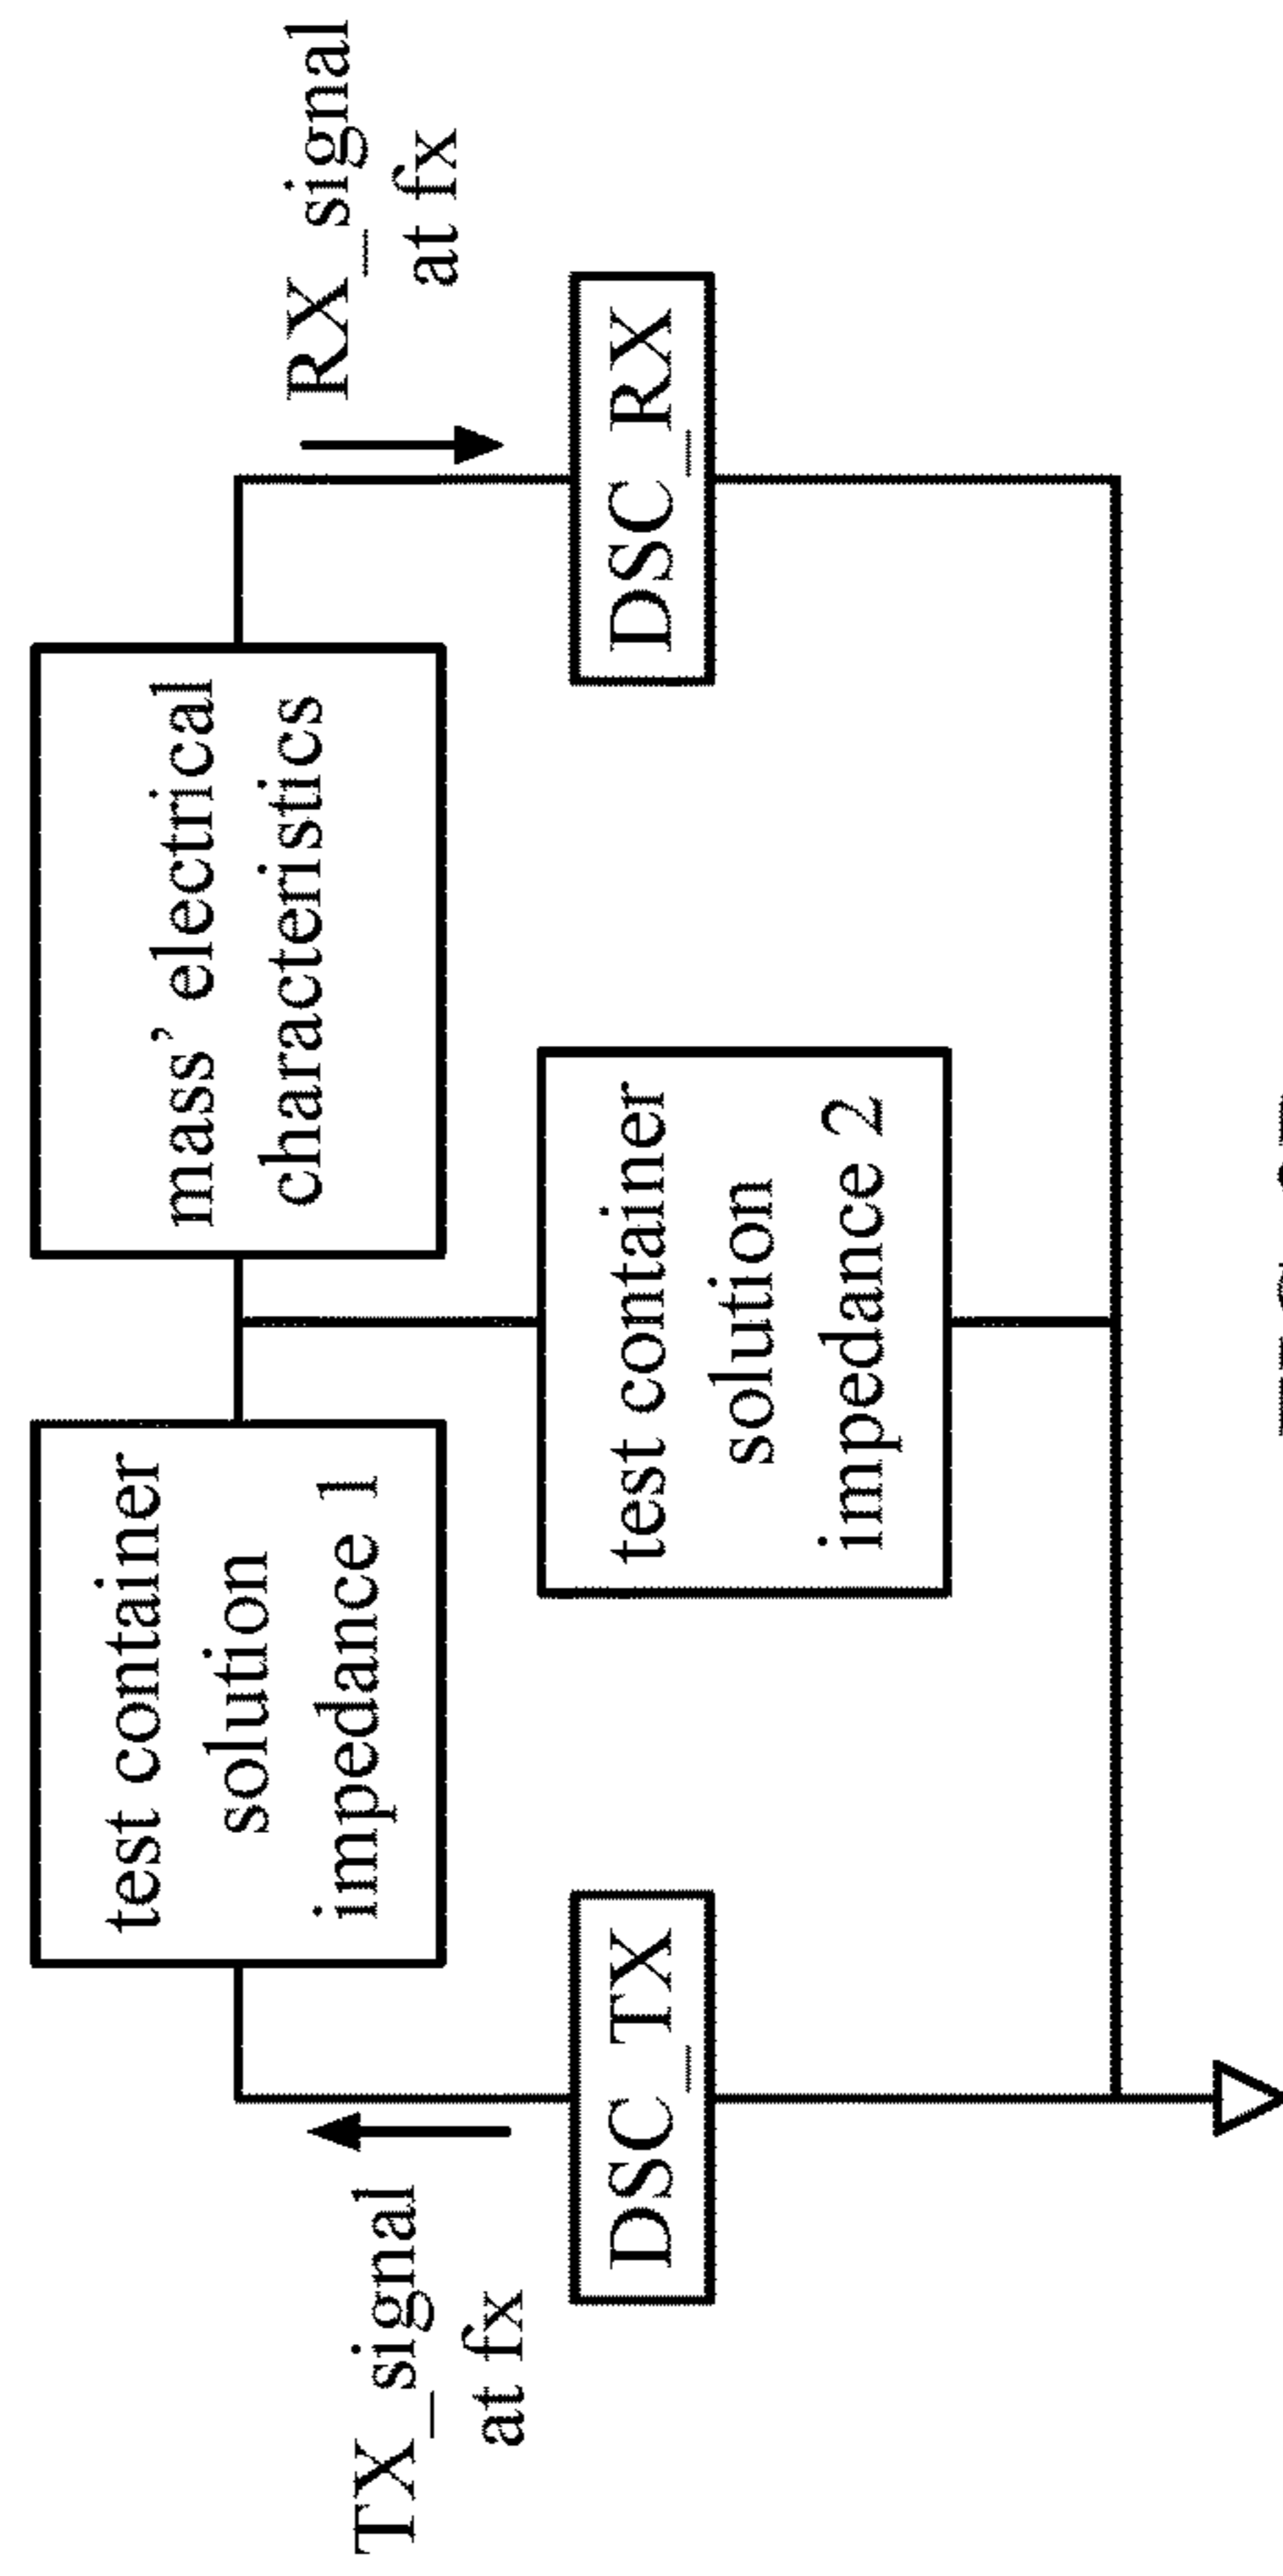 test container
solution
impedance 1
mass’ electrical
characteristics
RX_signal
at fx
TX_signal
at fx
DSC_TX
test container
solution
impedance 2
DSC_RX